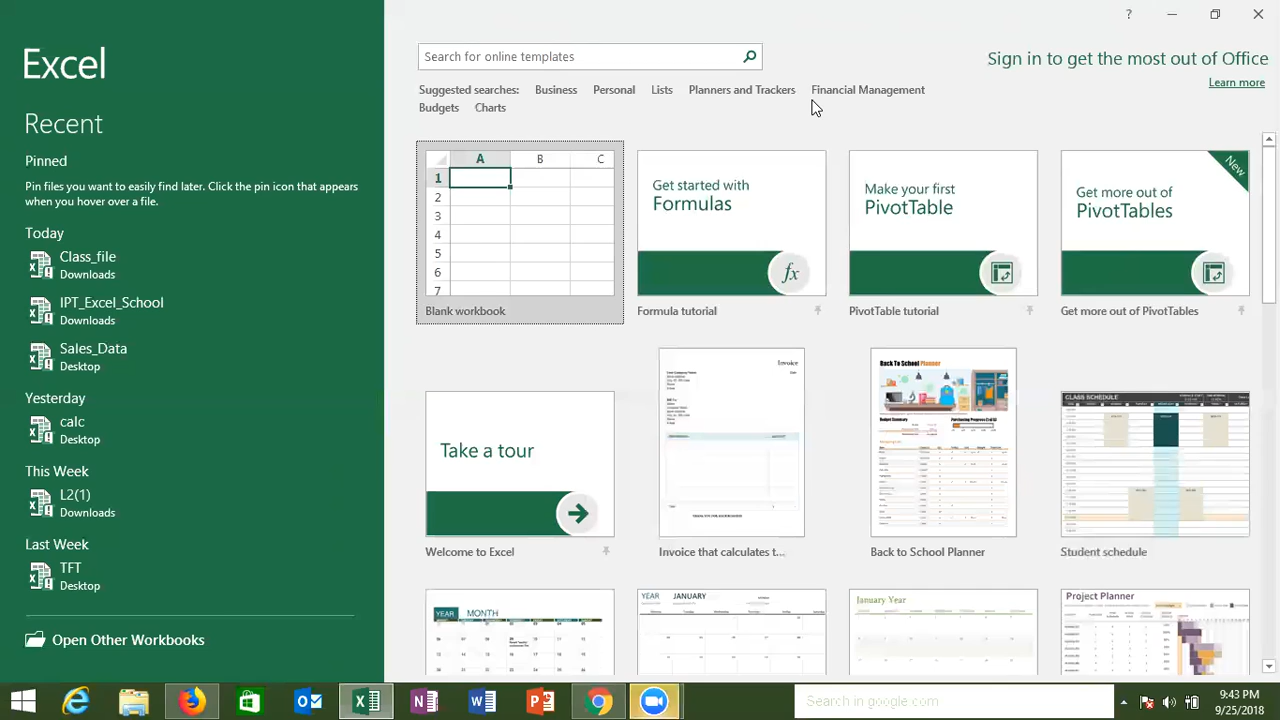 Excel
Recent
Pinned
Pin files you want to easily find later. Click the pin icon that appears
when you hover over a file.
Today
Class_file
Downloads
IPT_Excel_School
Downloads
Sales_Data
Desktop
Yesterday
calc
Desktop
This Week
L2(1)
Downloads
Last Week
TFT
Desktop
Open Other Workbooks
?
Search for online templates
Sign in to get the most out of Office
Learn more
Suggested searches: Business Personal Lists Planners and Trackers Financial Management
Budgets Charts
A B C
1
2
3
4
5
6
7
Blank workbook
Get started with
Formulas
fx
Formula tutorial
Make your first
PivotTable
PivotTable tutorial
New
Get more out of
PivotTables
Get more out of PivotTables
Take a tour
Welcome to Excel
Invoice
Invoice that calculates t...
Back To School Planner
Back to School Planner
CLASS SCHEDULE
Student schedule
YEAR MONTH
YEAR JANUARY
January Year
Project Planner
Search in google.com
9:43 PM
9/25/2018